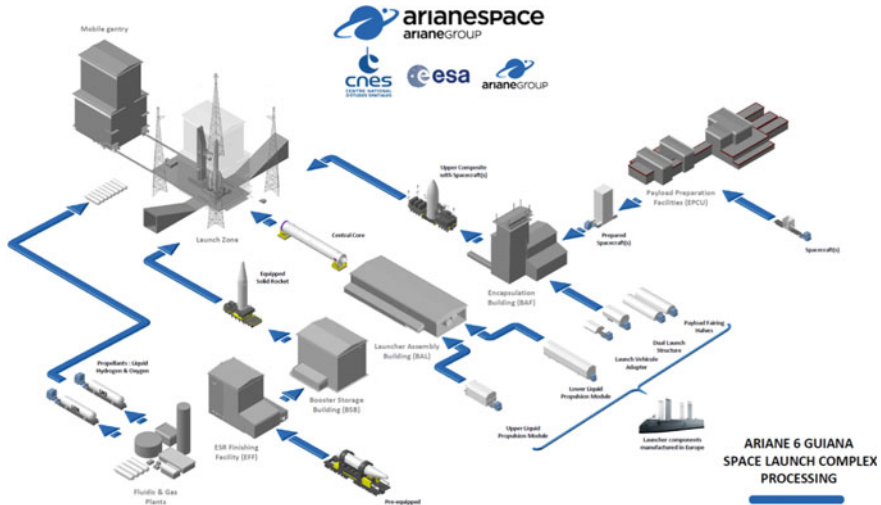 arianespace
arianeGROUP
cnes
CENTRE NATIONAL
D'ÉTUDES SPATIALES
esa
arianeGROUP
Mobile gantry
Launch Zone
Upper Composite
with Spacecraft(s)
Payload Preparation
Facilities (EPCU)
Prepared
Spacecraft(s)
Spacecraft(s)
Central Core
Equipped
Solid Rocket
Encapsulation
Building (BAF)
Launcher Assembly
Building (BAL)
Payload Fairing
Halfes
Dual Launch
Structure
Launch Véhicule
Adapter
Lower Liquid
Propulsion Module
Upper Liquid
Propulsion Module
Propellants : Liquid
Hydrogen & Oxygen
LH2
LOX
Booster Storage
Building (BSB)
ESR Finishing
Facility (EFF)
Fluids & Gas
Plants
Pre-equipped
Launcher components
manufactured in Europe
ARIANE 6 GUIANA
SPACE LAUNCH COMPLEX
PROCESSING